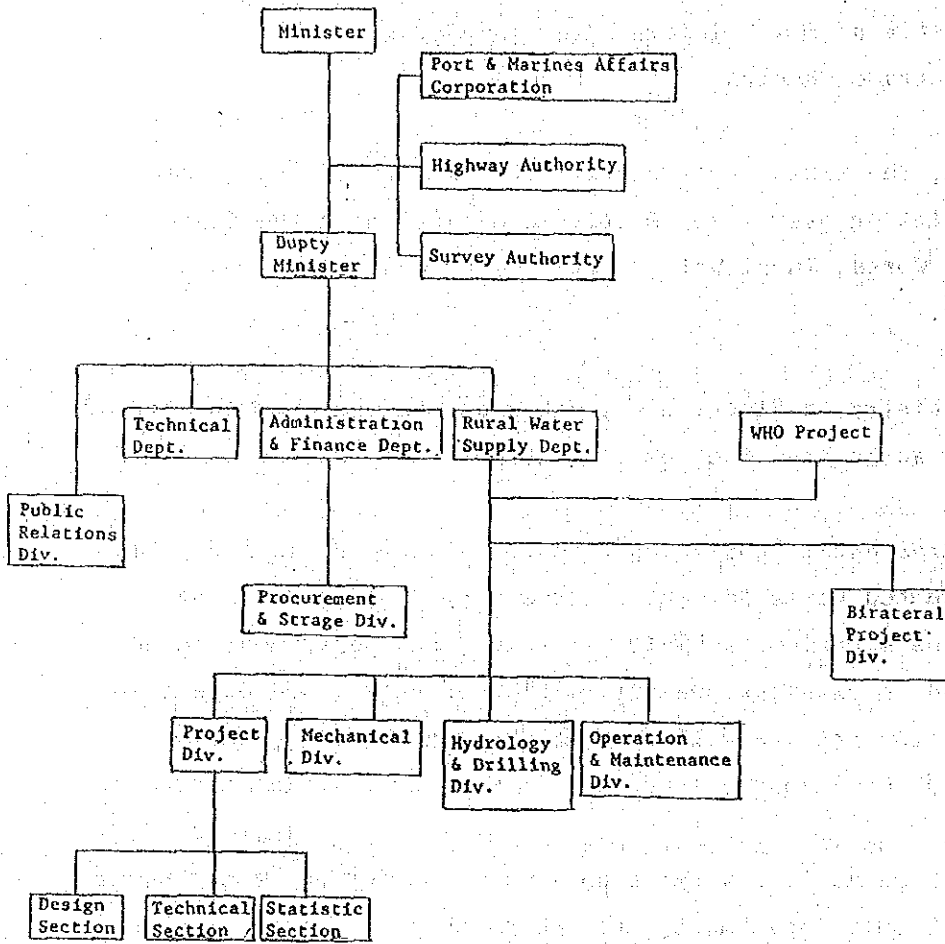 Minister
Port & Marines Affairs
Corporation
Highway Authority
Dupty
Minister
Survey Authority
Technical
Dept.
Administration
& Finance Dept.
Rural Water
Supply Dept.
WHO Project
Public
Relations
Div.
Procurement
& Strage Div.
Birateral
Project
Div.
Project
Div.
Mechanical
Div.
Hydrology
& Drilling
Div.
Operation
& Maintenance
Div.
Design
Section
Technical
Section
Statistic
Section